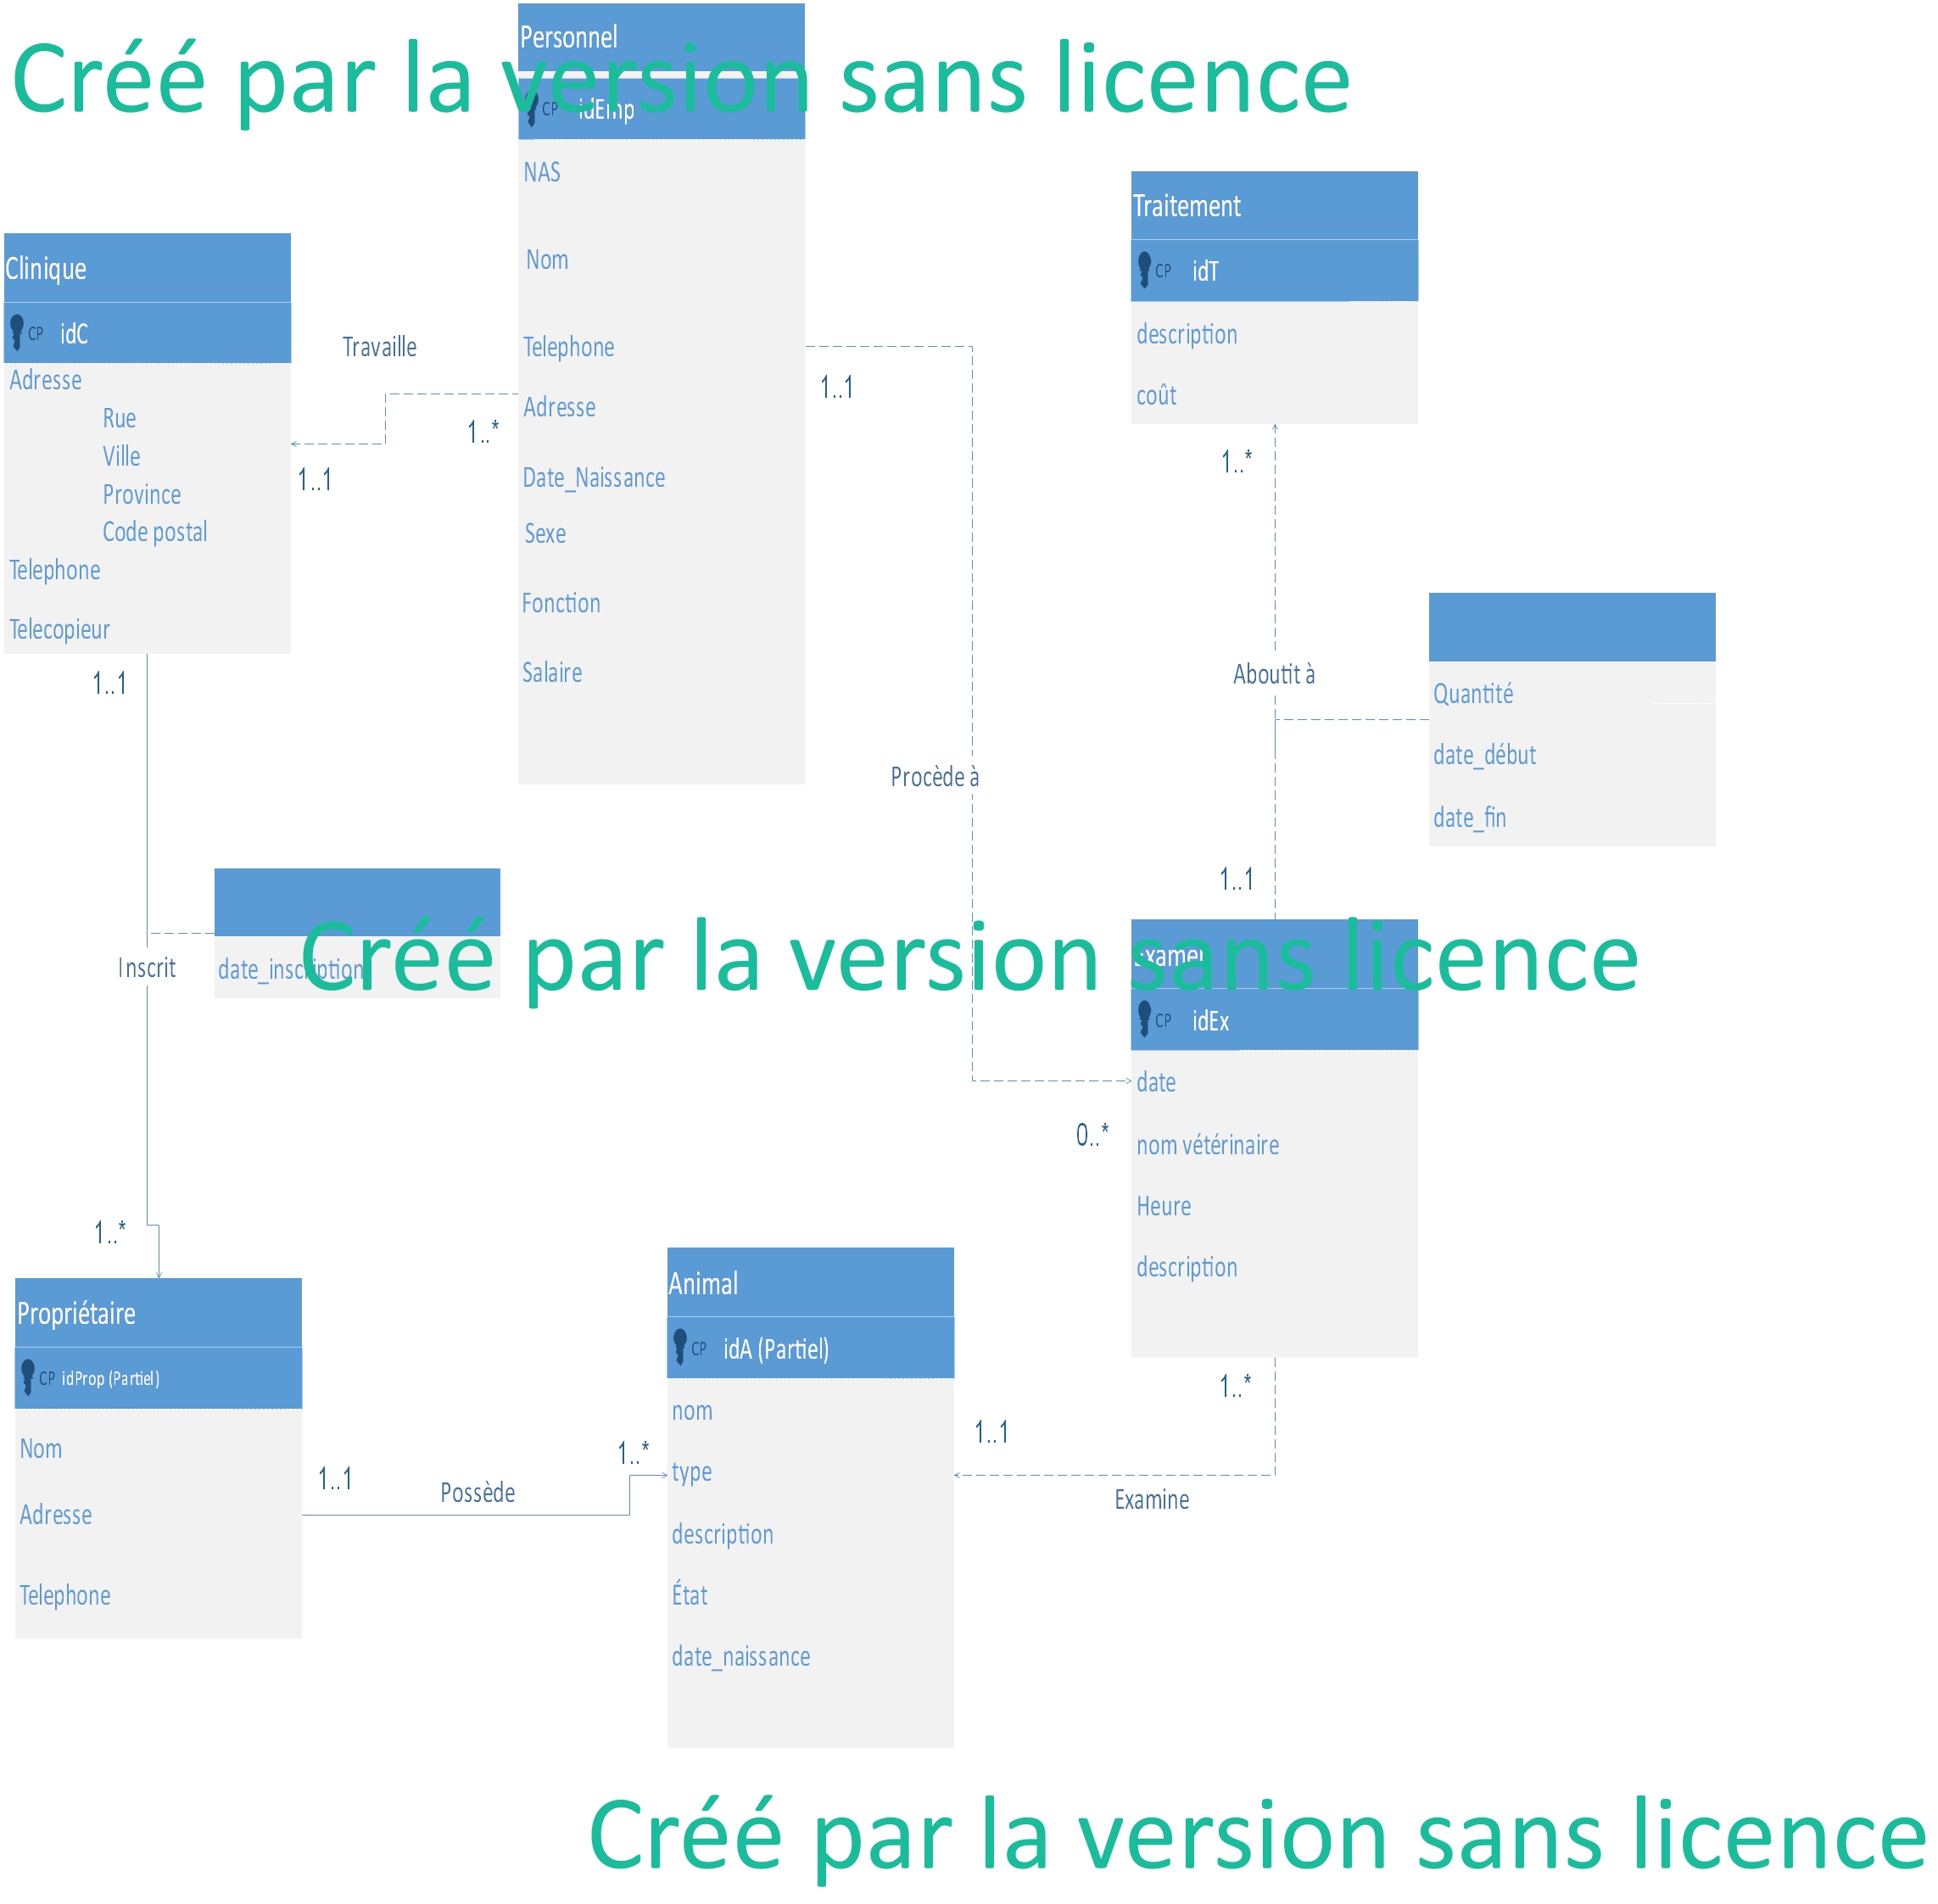 Créé par la version sans licence
Personnel
CP idEmp
NAS
Nom
Telephone
Adresse
Date_Naissance
Sexe
Fonction
Salaire
Traitement
CP idT
description
coût
Clinique
CP idC
Adresse
Rue
Ville
Province
Code postal
Telephone
Telecopieur
Travaille
1..*
1..1
1..1
1..*
Aboutit à
Quantité
date_début
date_fin
1..1
Procède à
1..1
Inscrit
date_inscription
Créé par la version sans licence
Examen
CP idEx
date
nom vétérinaire
Heure
description
0..*
1..*
1..*
Propriétaire
CP idProp (Partiel)
Nom
Adresse
Telephone
1..1
Possède
1..*
Animal
CP idA (Partiel)
nom
type
description
État
date_naissance
1..1
Examine
Créé par la version sans licence